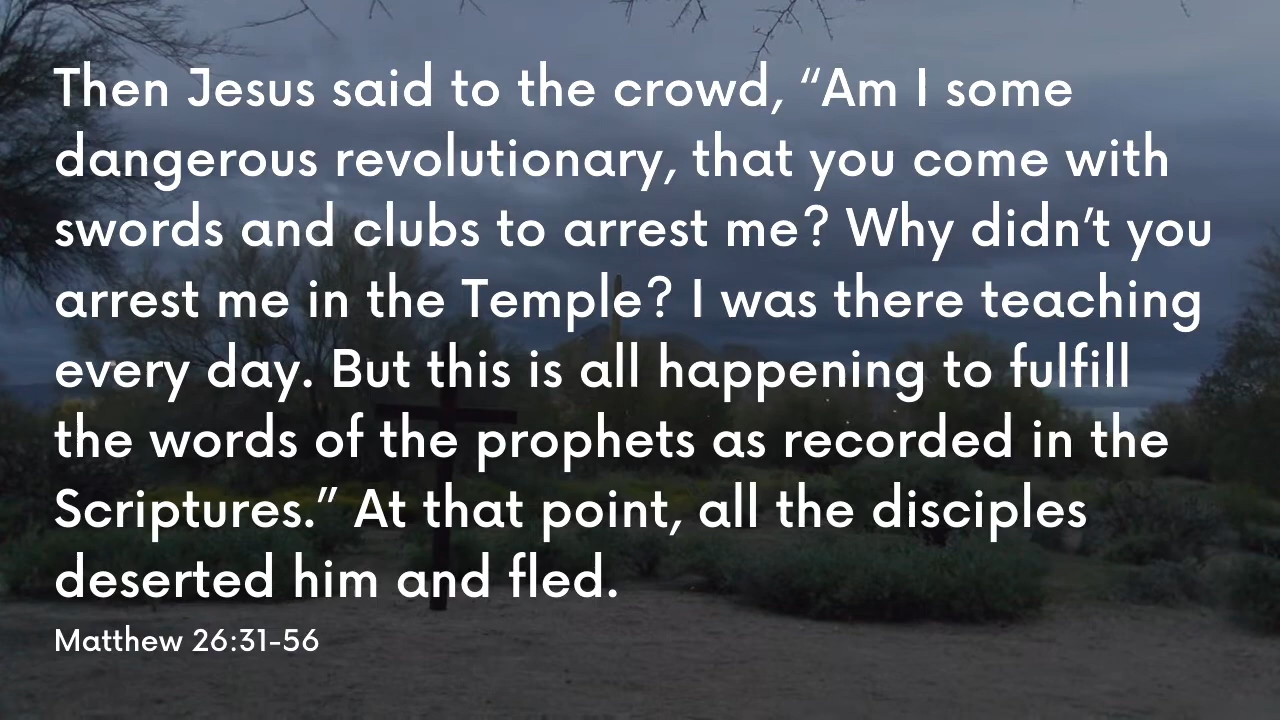 Then Jesus said to the crowd, “Am I some
dangerous revolutionary, that you come with
swords and clubs to arrest me? Why didn’t you
arrest me in the Temple? I was there teaching
every day. But this is all happening to fulfill
the words of the prophets as recorded in the
Scriptures.” At that point, all the disciples
deserted him and fled.
Matthew 26:31-56